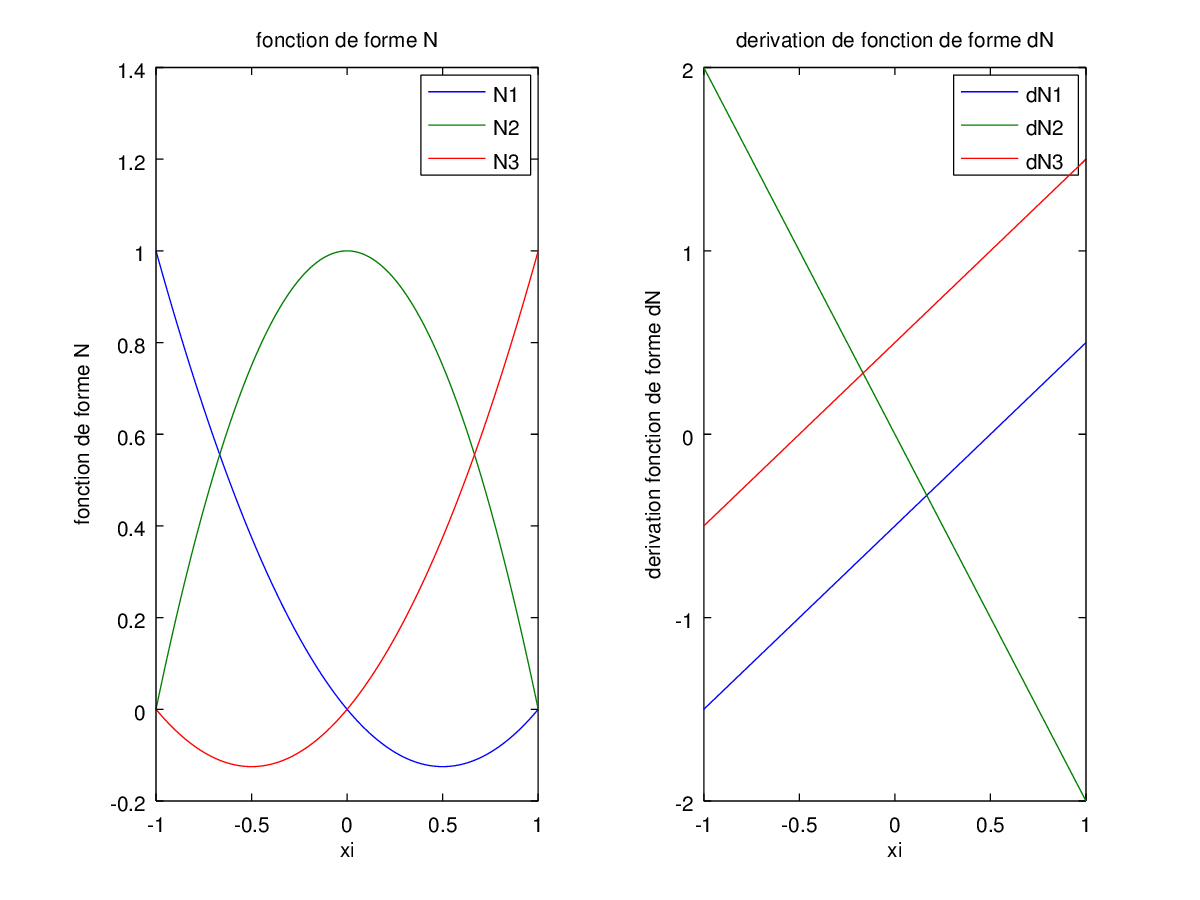 fonction de forme N
1.4
1.2
1
0.8
0.6
0.4
0.2
0
-0.2
fonction de forme N
N1
N2
N3
-1
-0.5
0
0.5
1
xi
derivation de fonction de forme dN
2
1
0
-1
-2
derivation fonction de forme dN
dN1
dN2
dN3
-1
-0.5
0
0.5
1
xi